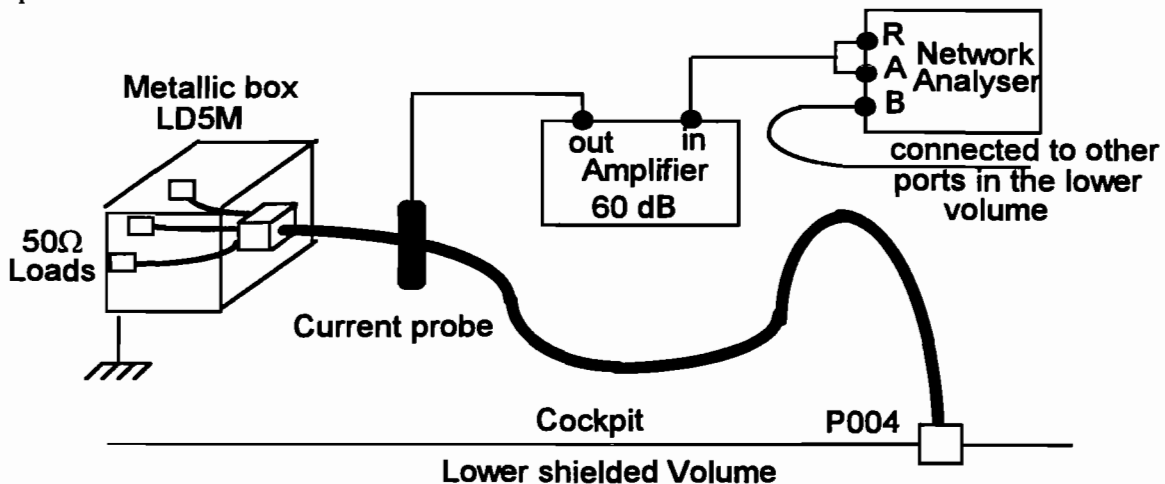 Metallic box
LD5M
50Ω
Loads
Current probe
out
in
Amplifier
60 dB
R
A
B
Network
Analyser
connected to other
ports in the lower
volume
Cockpit
P004
Lower shielded Volume